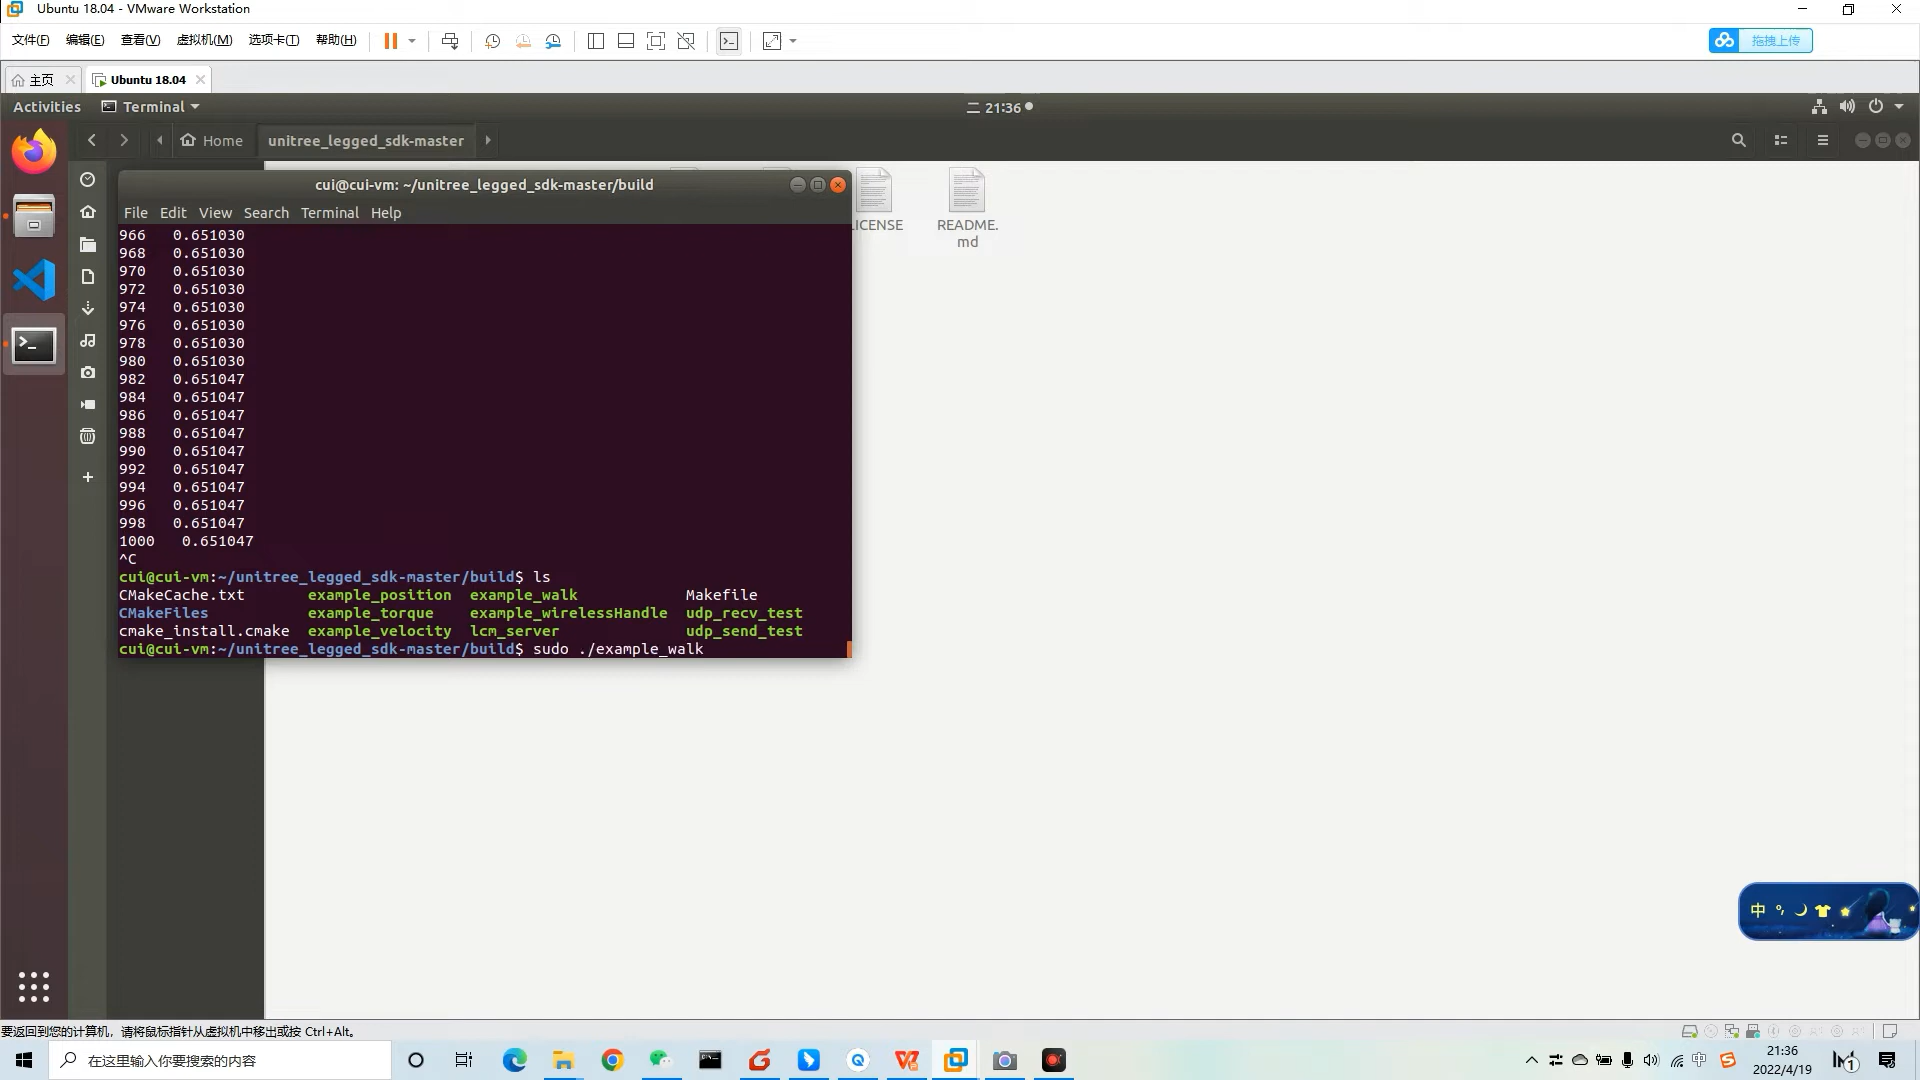 Ubuntu 18.04 - VMware Workstation
文件(F) 编辑(E) 查看(V) 虚拟机(M) 选项卡(T) 帮助(H)
拖拽上传
主页 Ubuntu 18.04
Activities Terminal 二 21:36
Home unitree_legged_sdk-master
cui@cui-vm: ~/unitree_legged_sdk-master/build
File Edit View Search Terminal Help
ICENSE README.
md
966 0.651030
968 0.651030
970 0.651030
972 0.651030
974 0.651030
976 0.651030
978 0.651030
980 0.651030
982 0.651047
984 0.651047
986 0.651047
988 0.651047
990 0.651047
992 0.651047
994 0.651047
996 0.651047
998 0.651047
1000 0.651047
^C
cui@cui-vm:~/unitree_legged_sdk-master/build$ ls
CMakeCache.txt example_position example_walk Makefile
CMakeFiles example_torque example_wirelessHandle udp_recv_test
cmake_install.cmake example_velocity lcm_server udp_send_test
cui@cui-vm:~/unitree_legged_sdk-master/build$ sudo ./example_walk
中
要返回到您的计算机，请将鼠标指针从虚拟机中移出或按 Ctrl+Alt。
在这里输入你要搜索的内容
中
21:36
2022/4/19
1